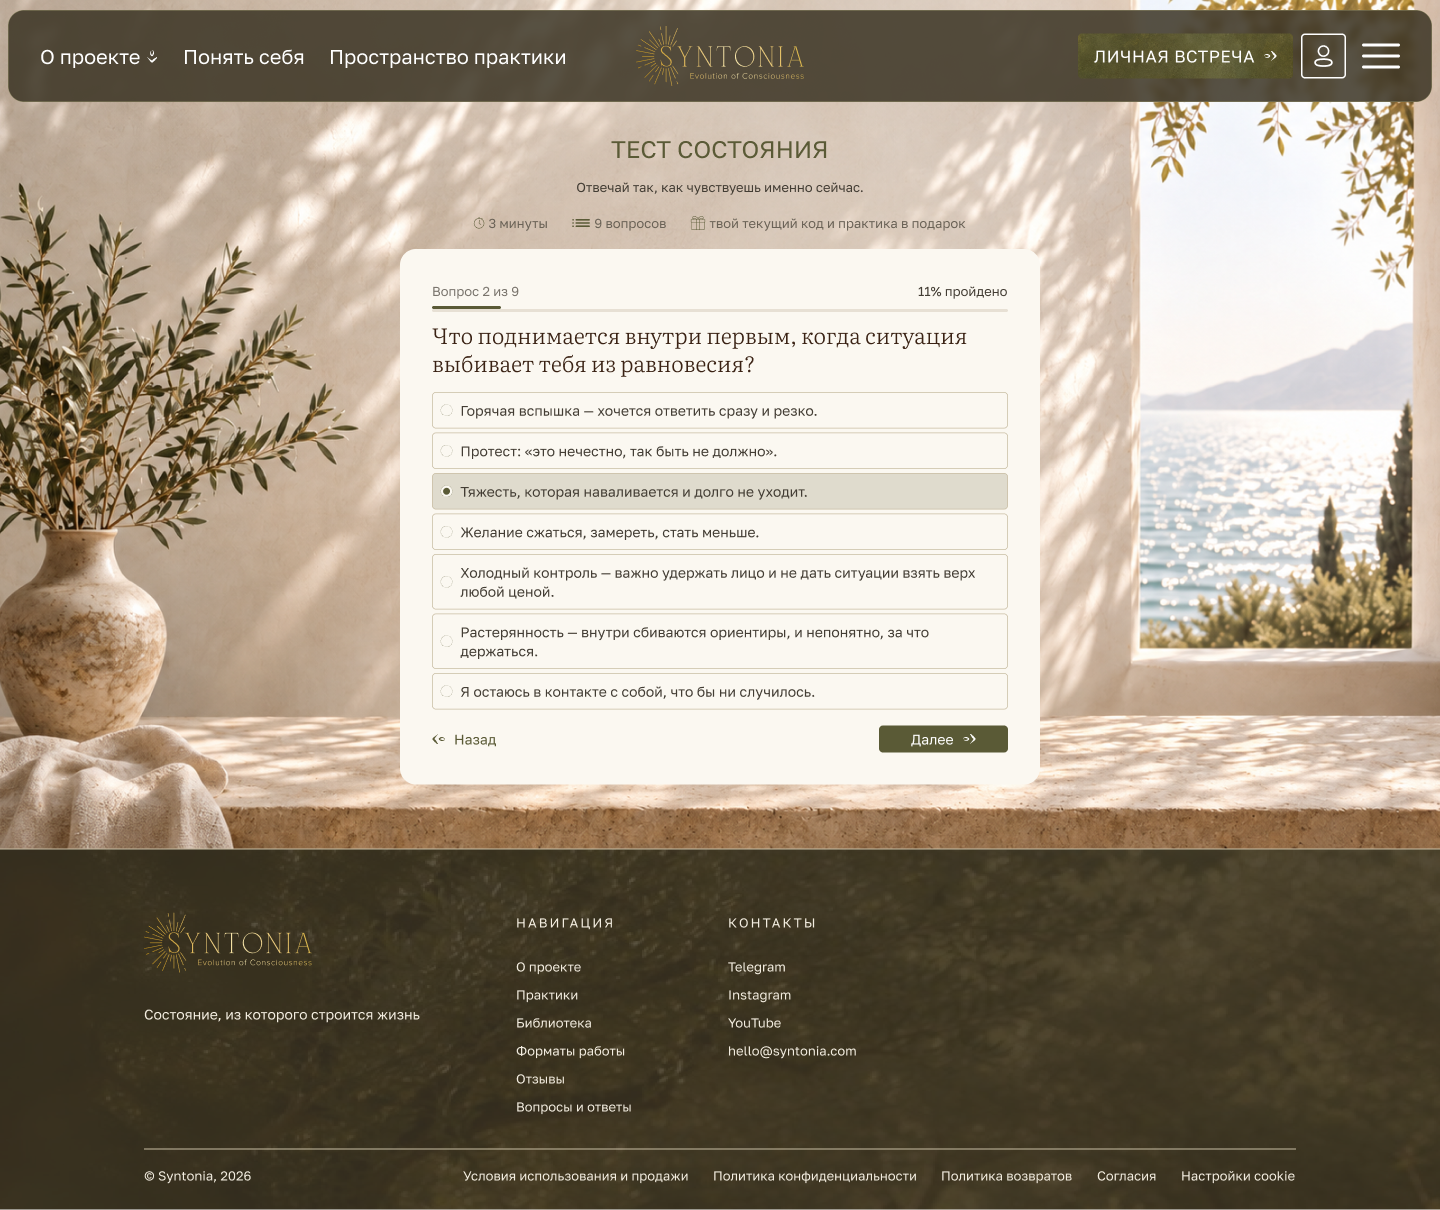 О проекте
Понять себя
Пространство практики
SYNTONIA
Evolution of Consciousness
ЛИЧНАЯ ВСТРЕЧА
ТЕСТ СОСТОЯНИЯ
Отвечай так, как чувствуешь именно сейчас.
3 минуты
9 вопросов
твой текущий код и практика в подарок
Вопрос 2 из 9
11% пройдено
Что поднимается внутри первым, когда ситуация
выбивает тебя из равновесия?
Горячая вспышка — хочется ответить сразу и резко.
Протест: «это нечестно, так быть не должно».
Тяжесть, которая наваливается и долго не уходит.
Желание сжаться, замереть, стать меньше.
Холодный контроль — важно удержать лицо и не дать ситуации взять верх
любой ценой.
Растерянность — внутри сбиваются ориентиры, и непонятно, за что
держаться.
Я остаюсь в контакте с собой, что бы ни случилось.
Назад
Далее
SYNTONIA
Evolution of Consciousness
Состояние, из которого строится жизнь
НАВИГАЦИЯ
О проекте
Практики
Библиотека
Форматы работы
Отзывы
Вопросы и ответы
КОНТАКТЫ
Telegram
Instagram
YouTube
hello@syntonia.com
© Syntonia, 2026
Условия использования и продажи
Политика конфиденциальности
Политика возвратов
Согласия
Настройки cookie